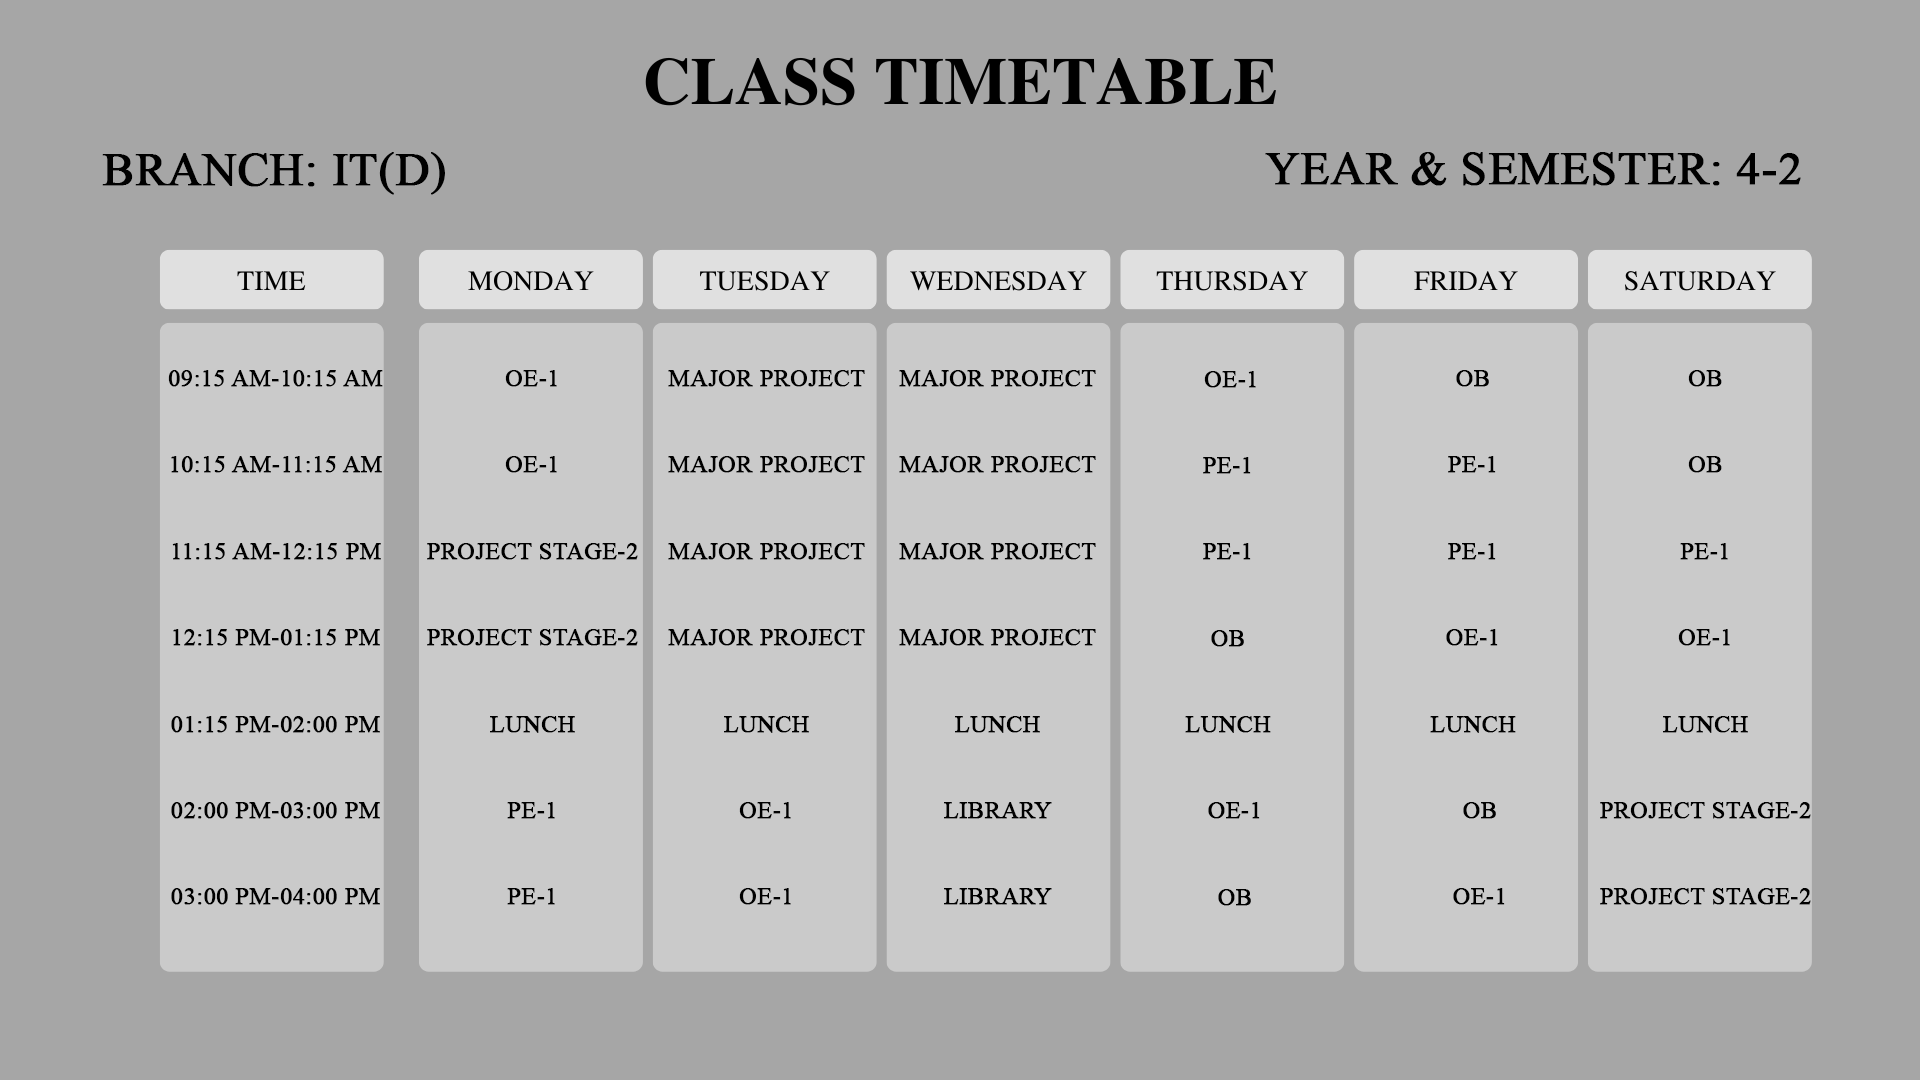 CLASS TIMETABLE
BRANCH: IT(D) YEAR & SEMESTER: 4-2
TIME MONDAY TUESDAY WEDNESDAY THURSDAY FRIDAY SATURDAY
09:15 AM-10:15 AM OE-1 MAJOR PROJECT MAJOR PROJECT OE-1 OB OB
10:15 AM-11:15 AM OE-1 MAJOR PROJECT MAJOR PROJECT PE-1 PE-1 OB
11:15 AM-12:15 PM PROJECT STAGE-2 MAJOR PROJECT MAJOR PROJECT PE-1 PE-1 PE-1
12:15 PM-01:15 PM PROJECT STAGE-2 MAJOR PROJECT MAJOR PROJECT OB OE-1 OE-1
01:15 PM-02:00 PM LUNCH LUNCH LUNCH LUNCH LUNCH LUNCH
02:00 PM-03:00 PM PE-1 OE-1 LIBRARY OE-1 OB PROJECT STAGE-2
03:00 PM-04:00 PM PE-1 OE-1 LIBRARY OB OE-1 PROJECT STAGE-2